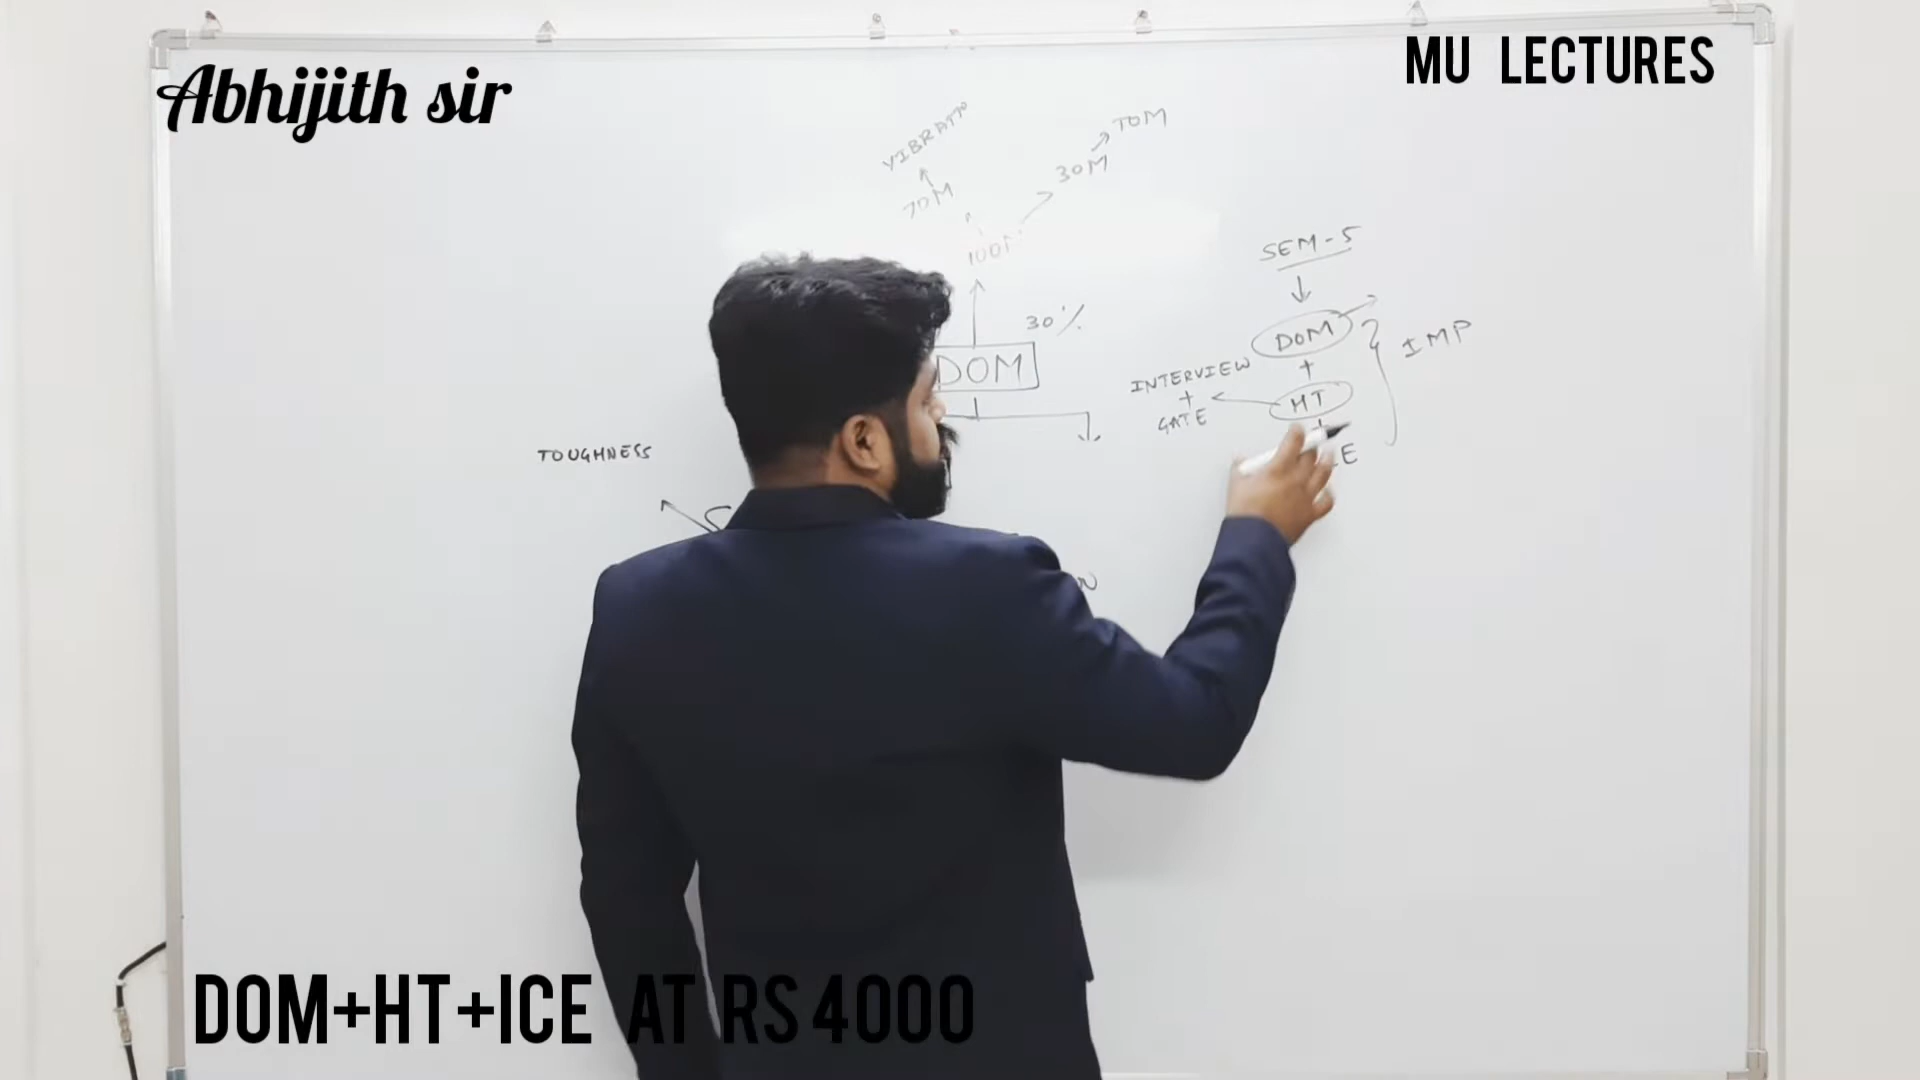 Abhijith sir
MU LECTURES
VIBRATIO
TOM
30M
70M
100M
SEM-5
30%
DOM
DOM
+
IMP
INTERVIEW
+
GATE
HT
+
E
TOUGHNESS
N
DOM+HT+ICE AT RS 4000